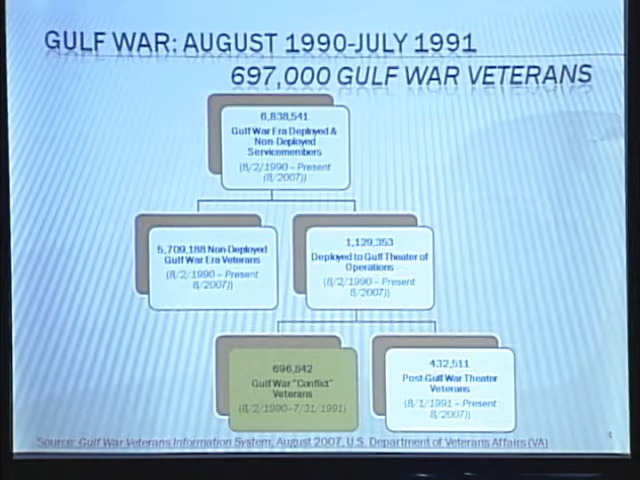 GULF WAR: AUGUST 1990-JULY 1991
697,000 GULF WAR VETERANS
6,838,541
Gulf War Era Deployed &
Non-Deployed
Servicemembers
(8/2/1990 – Present
(8/2007))
5,709,188 Non-Deployed
Gulf War Era Veterans
(8/2/1990 – Present
8/2007))
1,129,353
Deployed to Gulf Theater of
Operations
(8/2/1990 – Present
8/2007))
696,842
Gulf War "Conflict"
Veterans
(8/2/1990–7/31/1991)
432,511
Post-Gulf War Theater
Veterans
(8/1/1991 – Present
8/2007))
Source: Gulf War Veterans Information System, August 2007, U.S. Department of Veterans Affairs (VA)
4